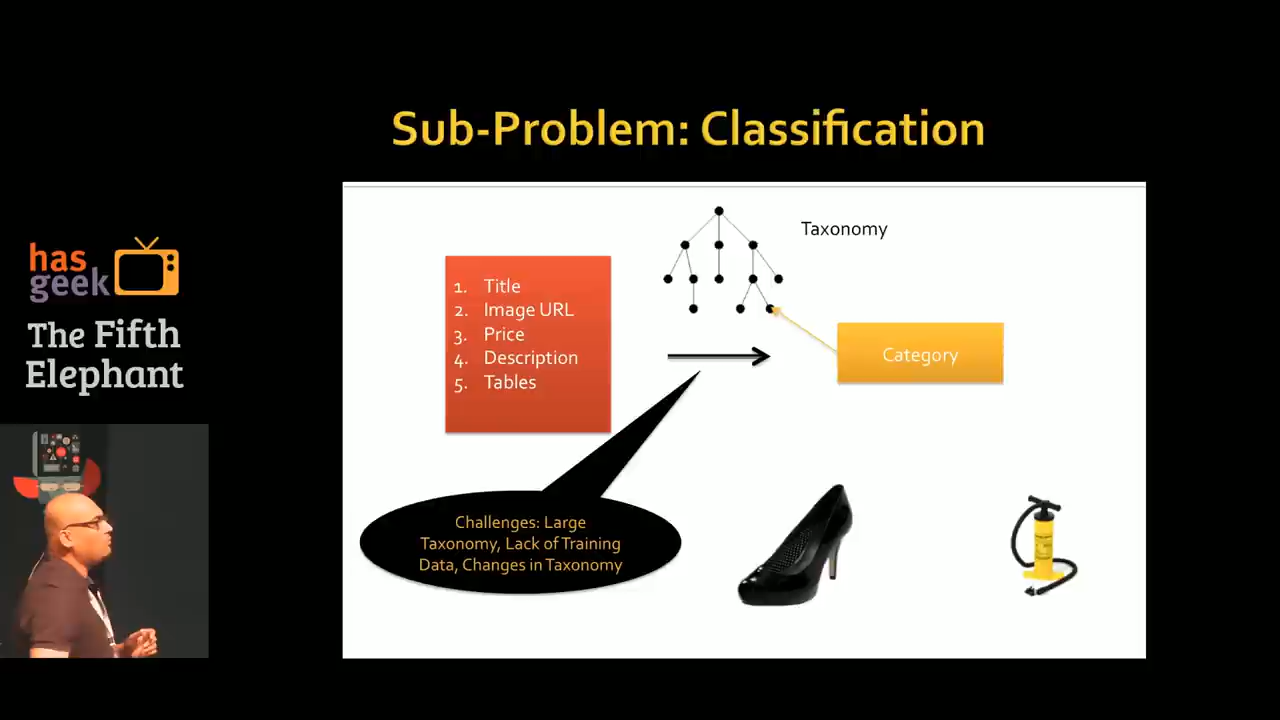 Sub-Problem: Classification
has
geek
The Fifth
Elephant
Taxonomy
1. Title
2. Image URL
3. Price
4. Description
5. Tables
Category
Challenges: Large
Taxonomy, Lack of Training
Data, Changes in Taxonomy